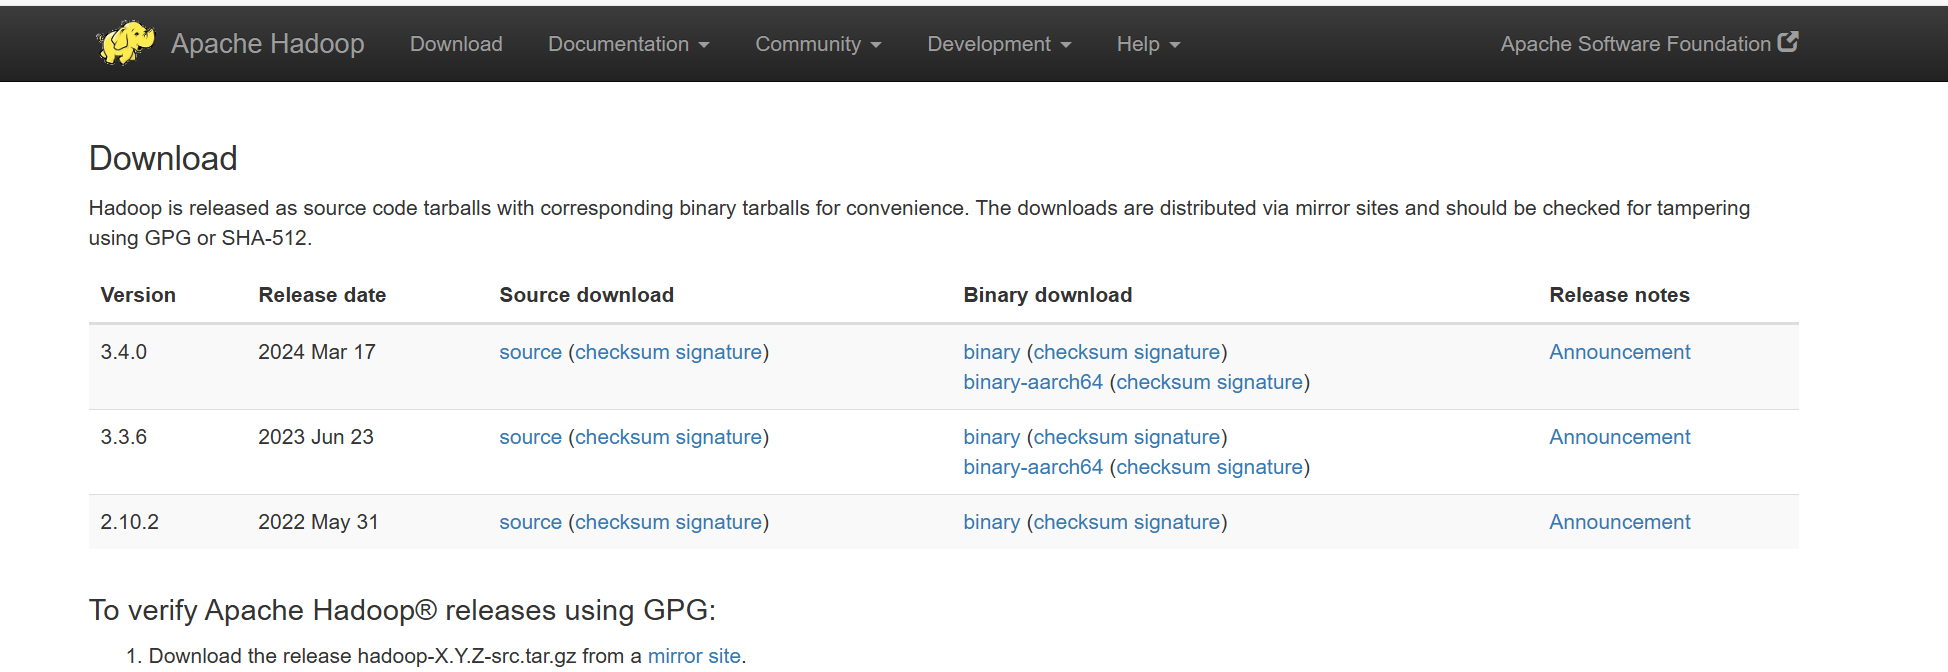 Apache Hadoop Download Documentation Community Development Help Apache Software Foundation
Download
Hadoop is released as source code tarballs with corresponding binary tarballs for convenience. The downloads are distributed via mirror sites and should be checked for tampering
using GPG or SHA-512.
Version Release date Source download Binary download Release notes
3.4.0 2024 Mar 17 source (checksum signature) binary (checksum signature) Announcement
binary-aarch64 (checksum signature)
3.3.6 2023 Jun 23 source (checksum signature) binary (checksum signature) Announcement
binary-aarch64 (checksum signature)
2.10.2 2022 May 31 source (checksum signature) binary (checksum signature) Announcement
To verify Apache Hadoop® releases using GPG:
1. Download the release hadoop-X.Y.Z-src.tar.gz from a mirror site.